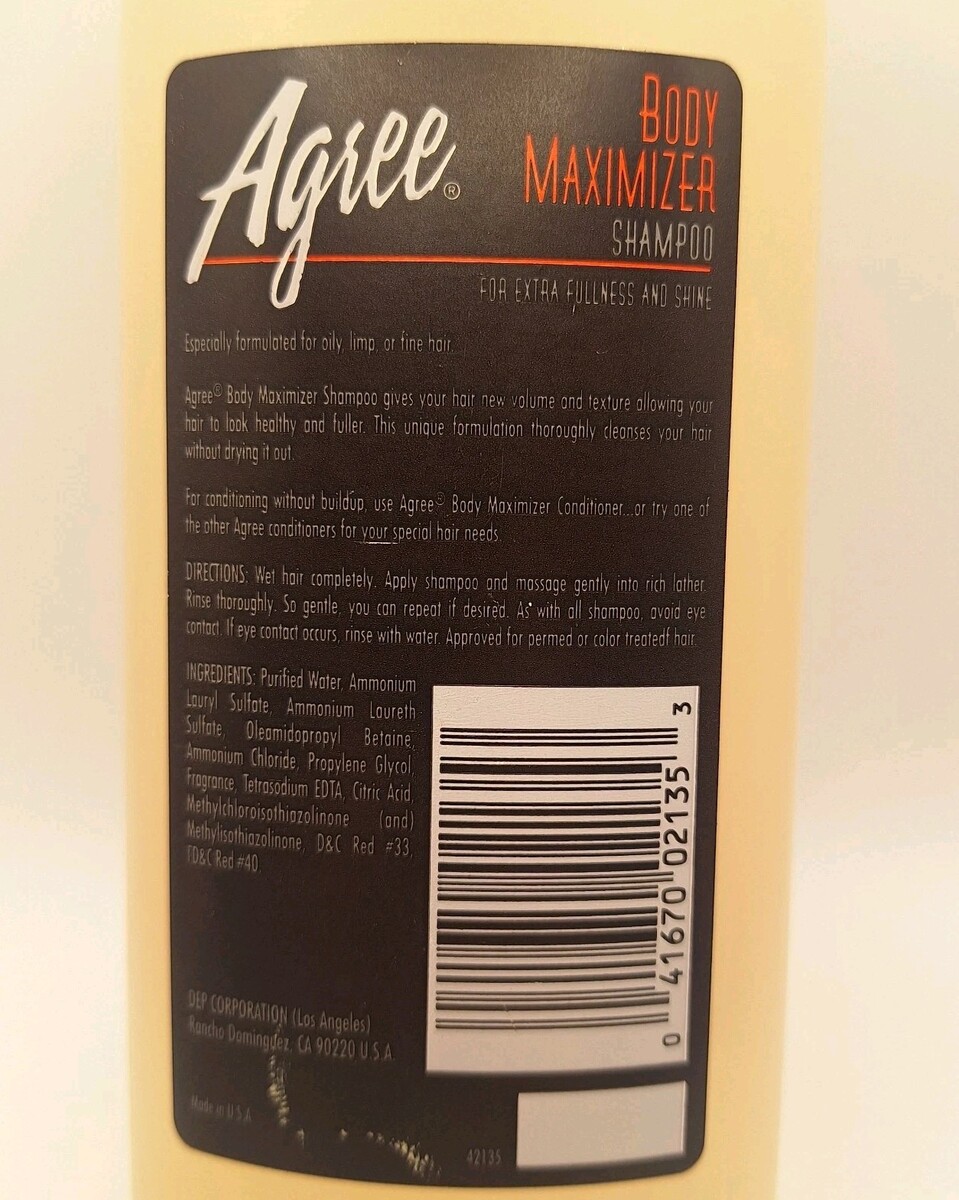 Agree®
BODY
MAXIMIZER
SHAMPOO
FOR EXTRA FULLNESS AND SHINE
Especially formulated for oily, limp, or fine hair.
Agree® Body Maximizer Shampoo gives your hair new volume and texture allowing your
hair to look healthy and fuller. This unique formulation thoroughly cleanses your hair
without drying it out.
For conditioning without buildup, use Agree® Body Maximizer Conditioner...or try one of
the other Agree conditioners for your special hair needs.
DIRECTIONS: Wet hair completely. Apply shampoo and massage gently into rich lather.
Rinse thoroughly. So gentle, you can repeat if desired. As with all shampoo, avoid eye
contact. If eye contact occurs, rinse with water. Approved for permed or color treatedf hair.
INGREDIENTS: Purified Water, Ammonium
Lauryl Sulfate, Ammonium Laureth
Sulfate, Oleamidopropyl Betaine,
Ammonium Chloride, Propylene Glycol,
Fragrance, Tetrasodium EDTA, Citric Acid,
Methylchloroisothiazolinone (and)
Methylisothiazolinone, D&C Red #33,
FD&C Red #40.
0 41670 02135 3
DEP CORPORATION (Los Angeles)
Rancho Dominguez, CA 90220 U.S.A.
Made in U.S.A.
42135